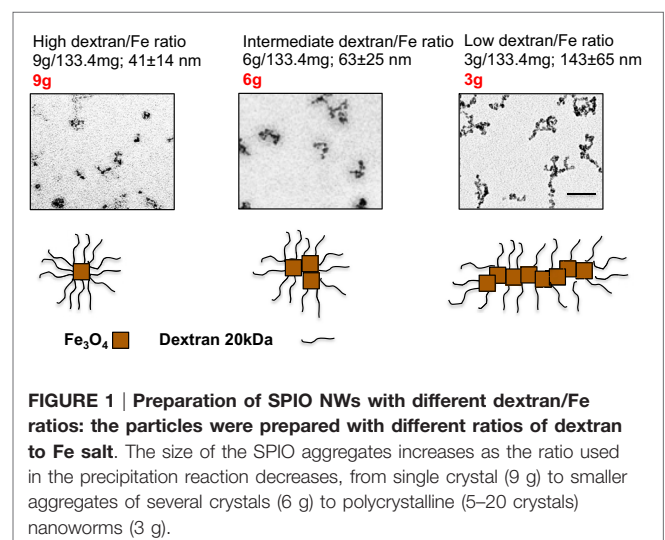 High dextran/Fe ratio
9g/133.4mg; 41±14 nm
9g
Intermediate dextran/Fe ratio
6g/133.4mg; 63±25 nm
6g
Low dextran/Fe ratio
3g/133.4mg; 143±65 nm
3g
Fe₃O₄
Dextran 20kDa
FIGURE 1 | Preparation of SPIO NWs with different dextran/Fe
ratios: the particles were prepared with different ratios of dextran
to Fe salt. The size of the SPIO aggregates increases as the ratio used
in the precipitation reaction decreases, from single crystal (9 g) to smaller
aggregates of several crystals (6 g) to polycrystalline (5–20 crystals)
nanoworms (3 g).